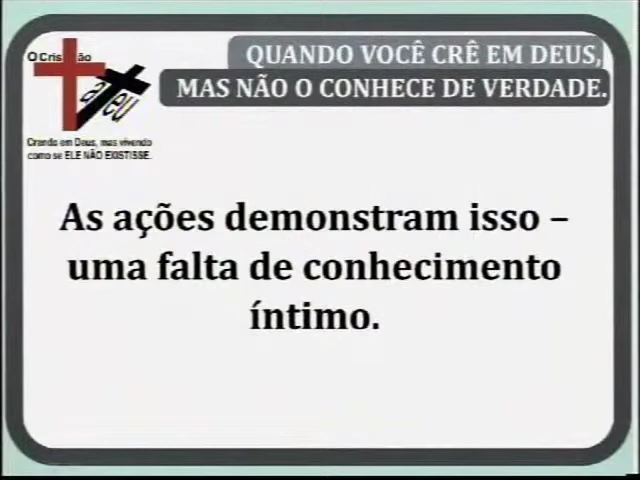 O Cristão
ateu
Crendo em Deus, mas vivendo
como se ELE NÃO EXISTISSE.
QUANDO VOCÊ CRÊ EM DEUS,
MAS NÃO O CONHECE DE VERDADE.
As ações demonstram isso –
uma falta de conhecimento
íntimo.